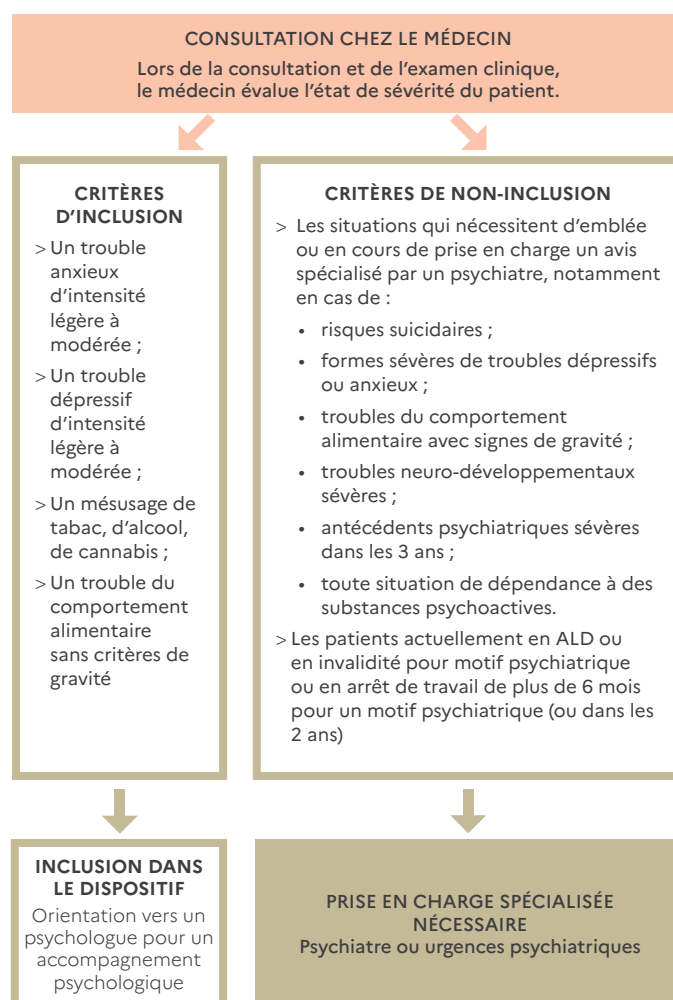 CONSULTATION CHEZ LE MÉDECIN
Lors de la consultation et de l'examen clinique,
le médecin évalue l'état de sévérité du patient.
CRITÈRES
D'INCLUSION
> Un trouble
anxieux
d'intensité
légère à
modérée ;
> Un trouble
dépressif
d'intensité
légère à
modérée ;
> Un mésusage de
tabac, d'alcool,
de cannabis ;
> Un trouble du
comportement
alimentaire
sans critères de
gravité
CRITÈRES DE NON-INCLUSION
> Les situations qui nécessitent d'emblée
ou en cours de prise en charge un avis
spécialisé par un psychiatre, notamment
en cas de :
• risques suicidaires ;
• formes sévères de troubles dépressifs
ou anxieux ;
• troubles du comportement
alimentaire avec signes de gravité ;
• troubles neuro-développementaux
sévères ;
• antécédents psychiatriques sévères
dans les 3 ans ;
• toute situation de dépendance à des
substances psychoactives.
> Les patients actuellement en ALD ou
en invalidité pour motif psychiatrique
ou en arrêt de travail de plus de 6 mois
pour un motif psychiatrique (ou dans les
2 ans)
INCLUSION DANS
LE DISPOSITIF
Orientation vers un
psychologue pour un
accompagnement
psychologique
PRISE EN CHARGE SPÉCIALISÉE
NÉCESSAIRE
Psychiatre ou urgences psychiatriques